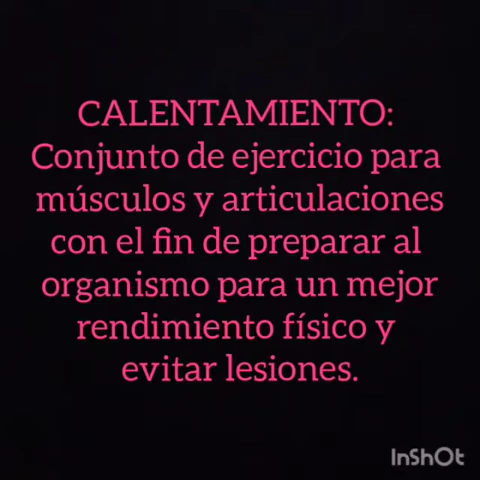 CALENTAMIENTO:
Conjunto de ejercicio para
músculos y articulaciones
con el fin de preparar al
organismo para un mejor
rendimiento físico y
evitar lesiones.
InShOt